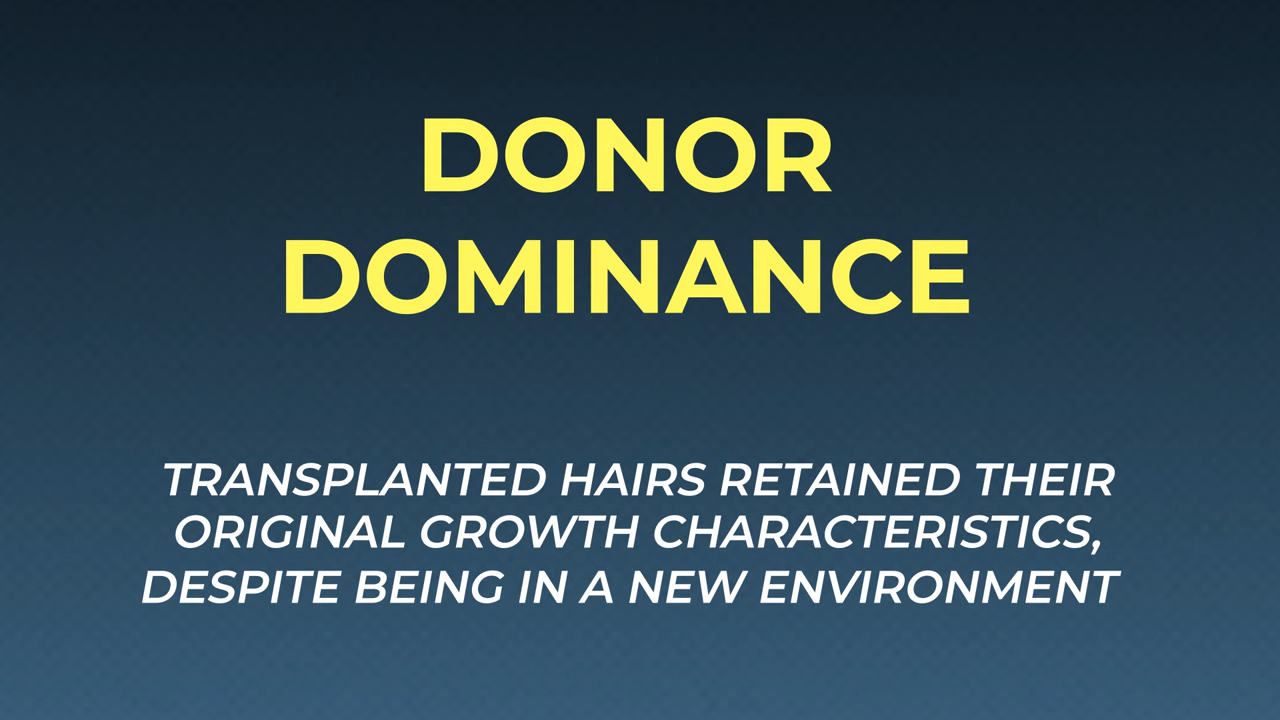 DONOR
DOMINANCE
TRANSPLANTED HAIRS RETAINED THEIR
ORIGINAL GROWTH CHARACTERISTICS,
DESPITE BEING IN A NEW ENVIRONMENT